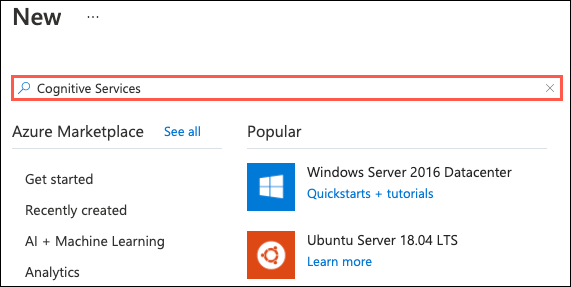 New ...
Cognitive Services
Azure Marketplace See all
Popular
Get started
Recently created
AI + Machine Learning
Analytics
Windows Server 2016 Datacenter
Quickstarts + tutorials
Ubuntu Server 18.04 LTS
Learn more